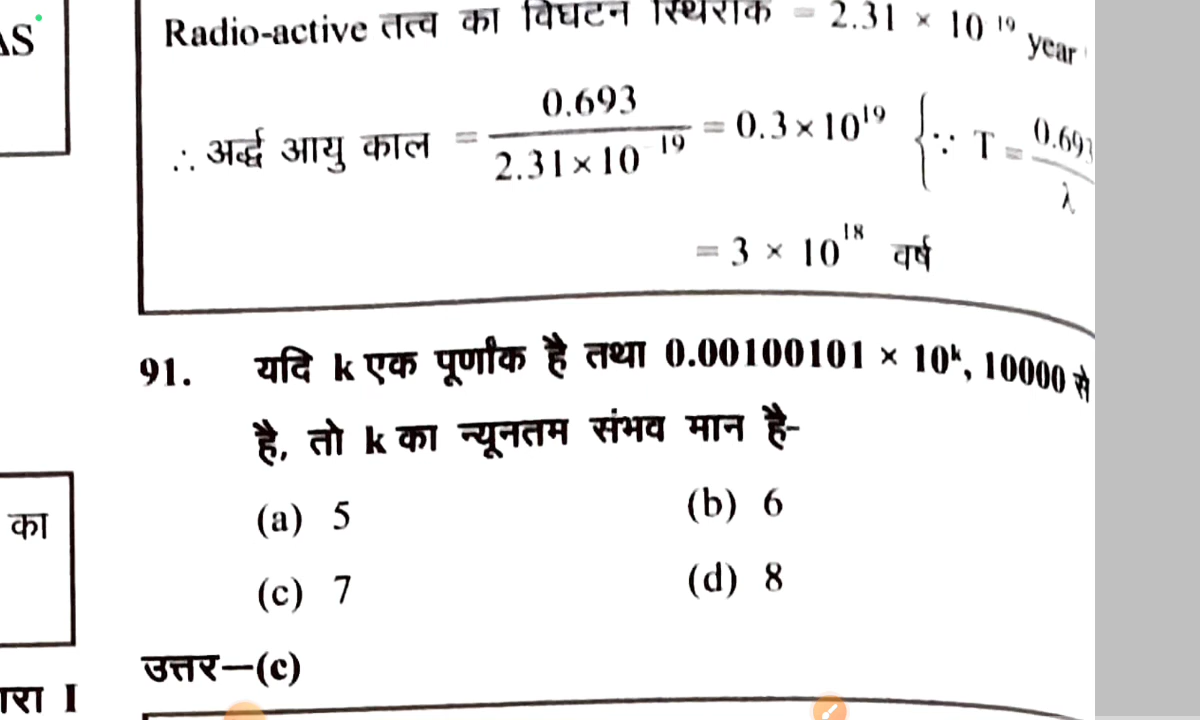 AS
Radio-active तत्व का विघटन स्थिरांक = 2.31 × 10⁻¹⁹ year
∴ अर्द्ध आयु काल = 0.693 / 2.31×10⁻¹⁹ = 0.3×10¹⁹ {∵ T = 0.693 / λ
= 3 × 10¹⁸ वर्ष
91. यदि k एक पूर्णांक है तथा 0.00100101 × 10ᵏ, 10000 से
है, तो k का न्यूनतम संभव मान है-
(a) 5 (b) 6
का
(c) 7 (d) 8
उत्तर–(c)
I